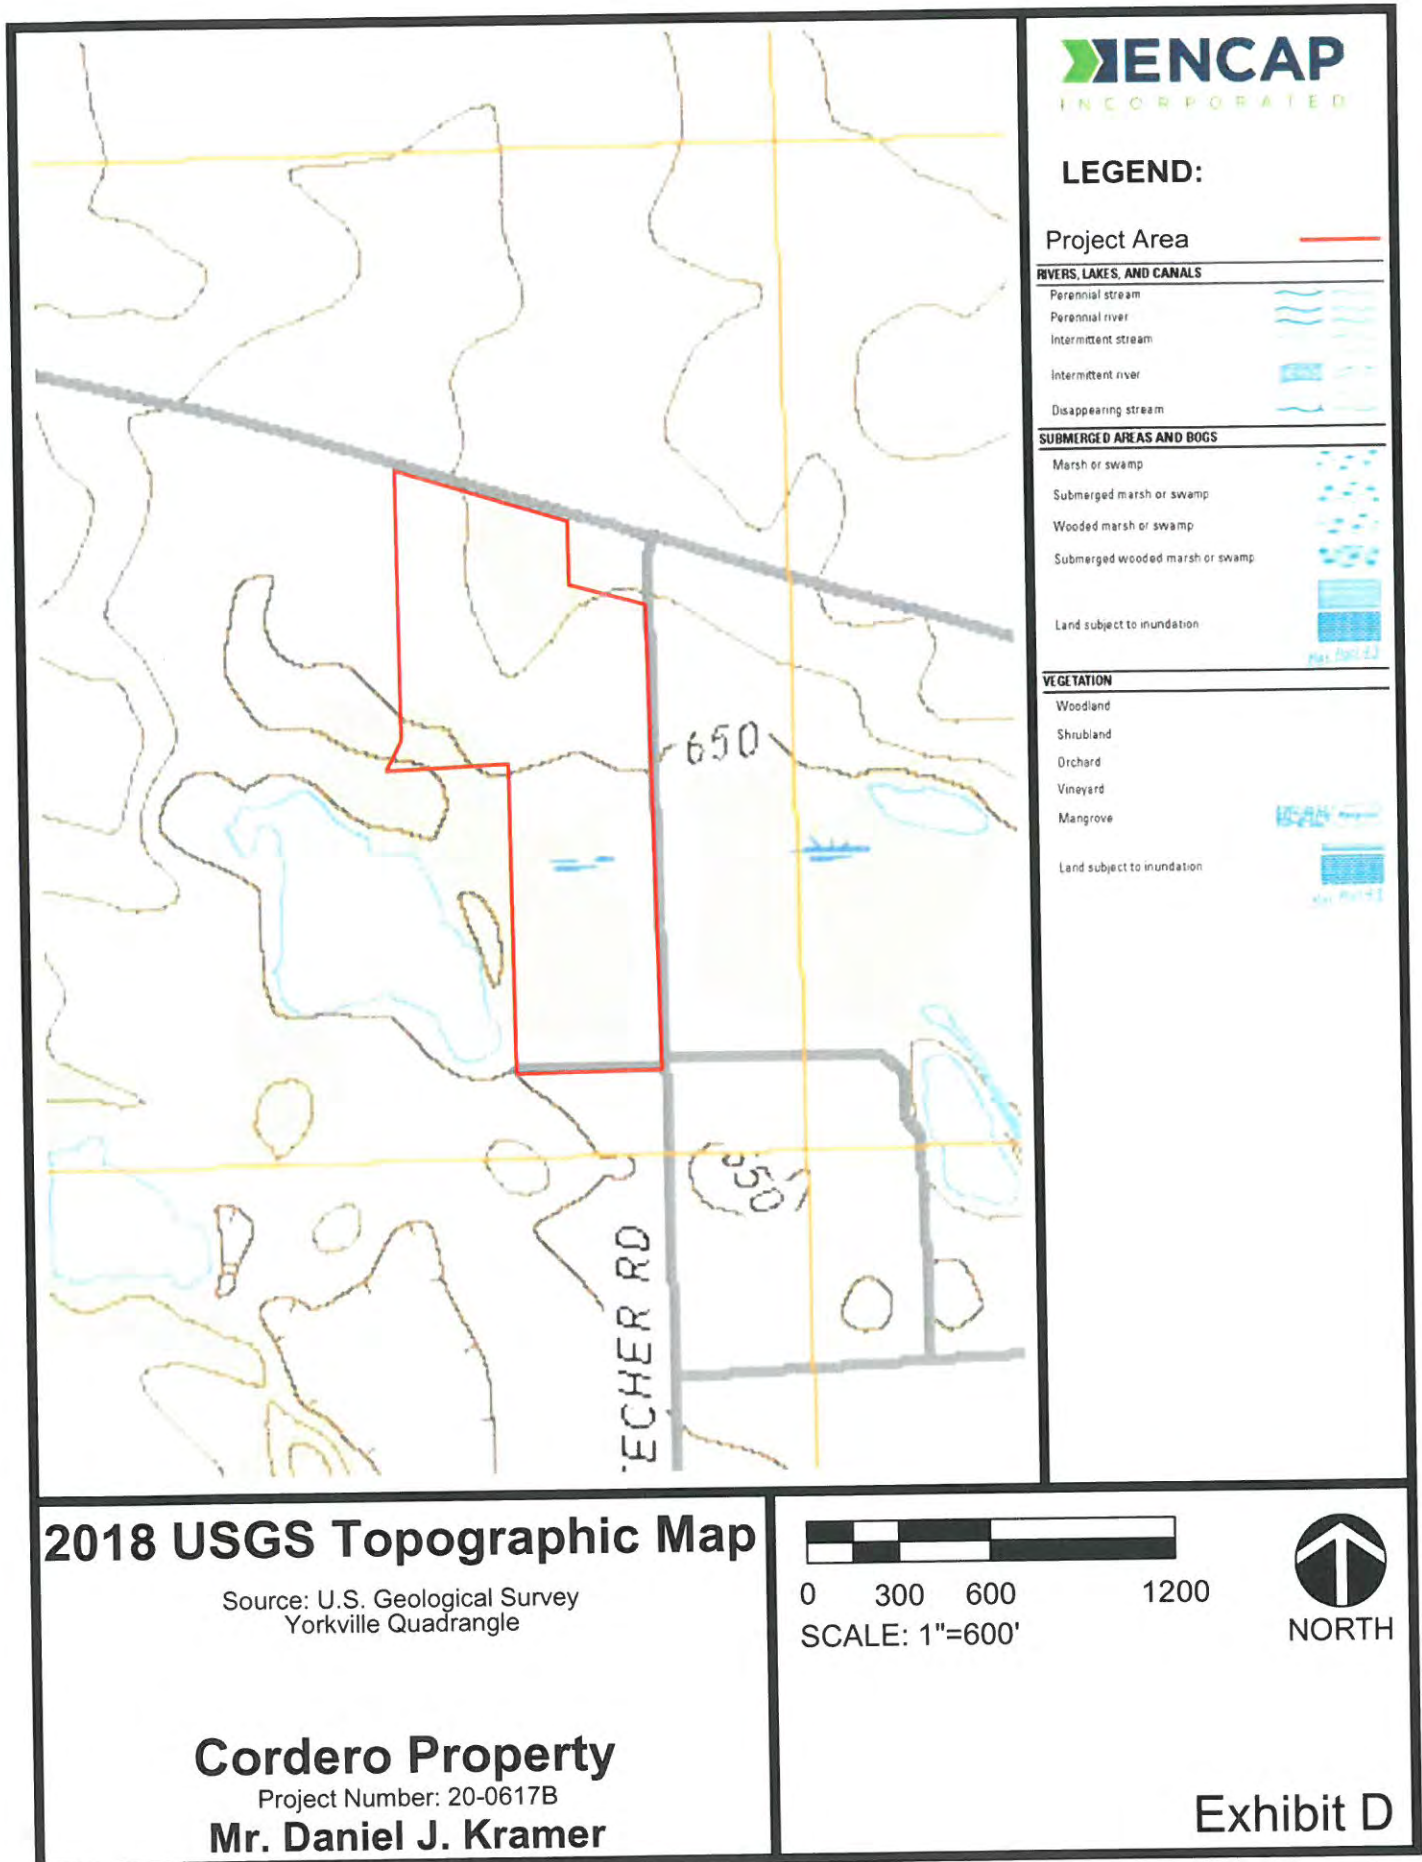 ENCAP
INCORPORATED
LEGEND:
Project Area
RIVERS, LAKES, AND CANALS
Perennial stream
Perennial river
Intermittent stream
Intermittent river
Disappearing stream
SUBMERGED AREAS AND BOGS
Marsh or swamp
Submerged marsh or swamp
Wooded marsh or swamp
Submerged wooded marsh or swamp
Land subject to inundation
VEGETATION
Woodland
Shrubland
Orchard
Vineyard
Mangrove
Land subject to inundation
650
ECHER RD
2018 USGS Topographic Map
Source: U.S. Geological Survey
Yorkville Quadrangle
Cordero Property
Project Number: 20-0617B
Mr. Daniel J. Kramer
0 300 600 1200
SCALE: 1"=600'
NORTH
Exhibit D